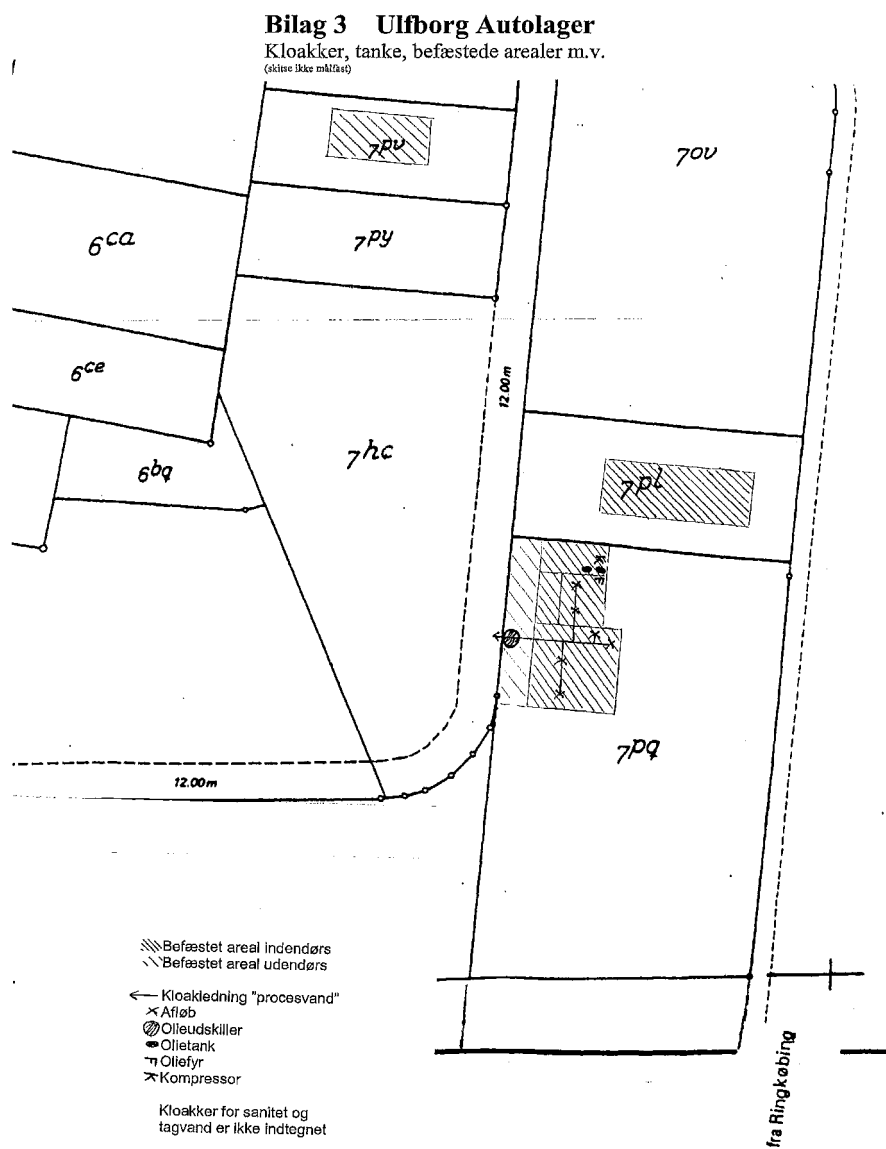 Bilag 3 Ulfborg Autolager
Kloakker, tanke, befæstede arealer m.v.
(skitse ikke målfast)
7pv
7ov
6ca
7py
6ce
12.00m
7hc
6bq
7pl
7pq
12.00m
Befæstet areal indendørs
Befæstet areal udendørs
Kloakledning "procesvand"
Afløb
Olieudskiller
Olietank
Oliefyr
Kompressor
Kloakker for sanitet og
tagvand er ikke indtegnet
fra Ringkøbing